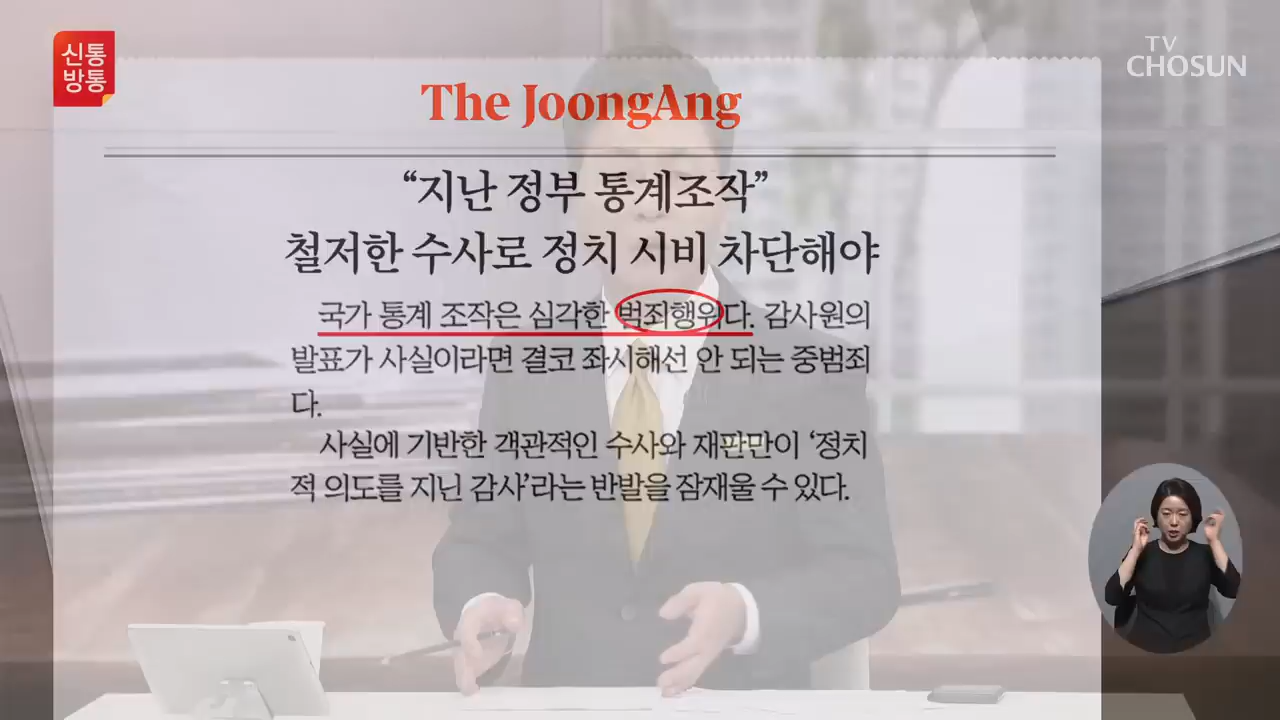 신통
방통
TV
CHOSUN
The JoongAng
“지난 정부 통계조작”
철저한 수사로 정치 시비 차단해야
국가 통계 조작은 심각한 범죄행위다. 감사원의
발표가 사실이라면 결코 좌시해선 안 되는 중범죄
다.
사실에 기반한 객관적인 수사와 재판만이 ‘정치
적 의도를 지닌 감사’라는 반발을 잠재울 수 있다.